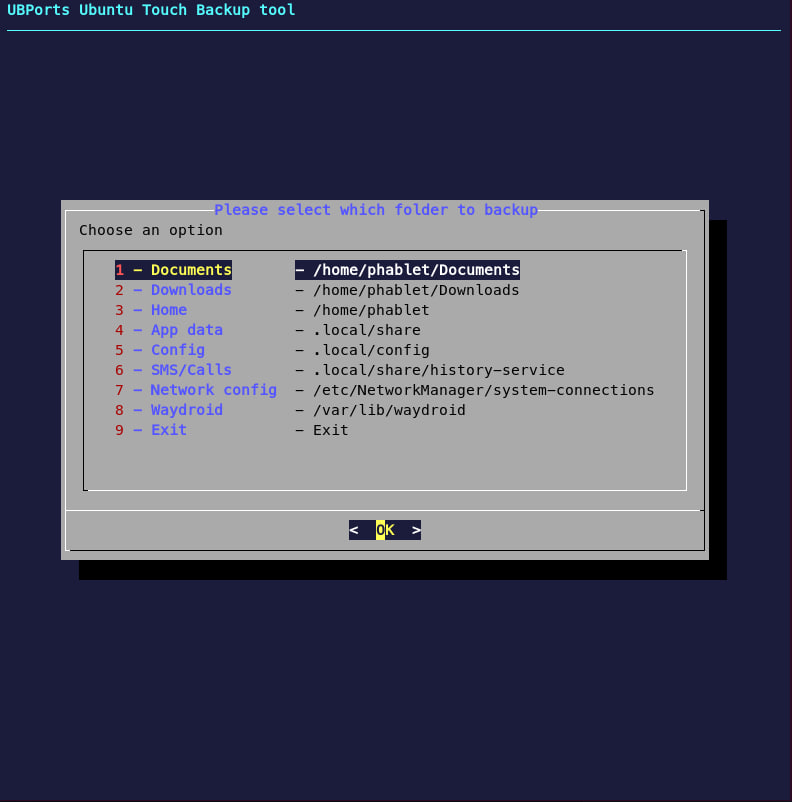 UBPorts Ubuntu Touch Backup tool
Please select which folder to backup
Choose an option
1 - Documents - /home/phablet/Documents
2 - Downloads - /home/phablet/Downloads
3 - Home - /home/phablet
4 - App data - .local/share
5 - Config - .local/config
6 - SMS/Calls - .local/share/history-service
7 - Network config - /etc/NetworkManager/system-connections
8 - Waydroid - /var/lib/waydroid
9 - Exit - Exit
< OK >